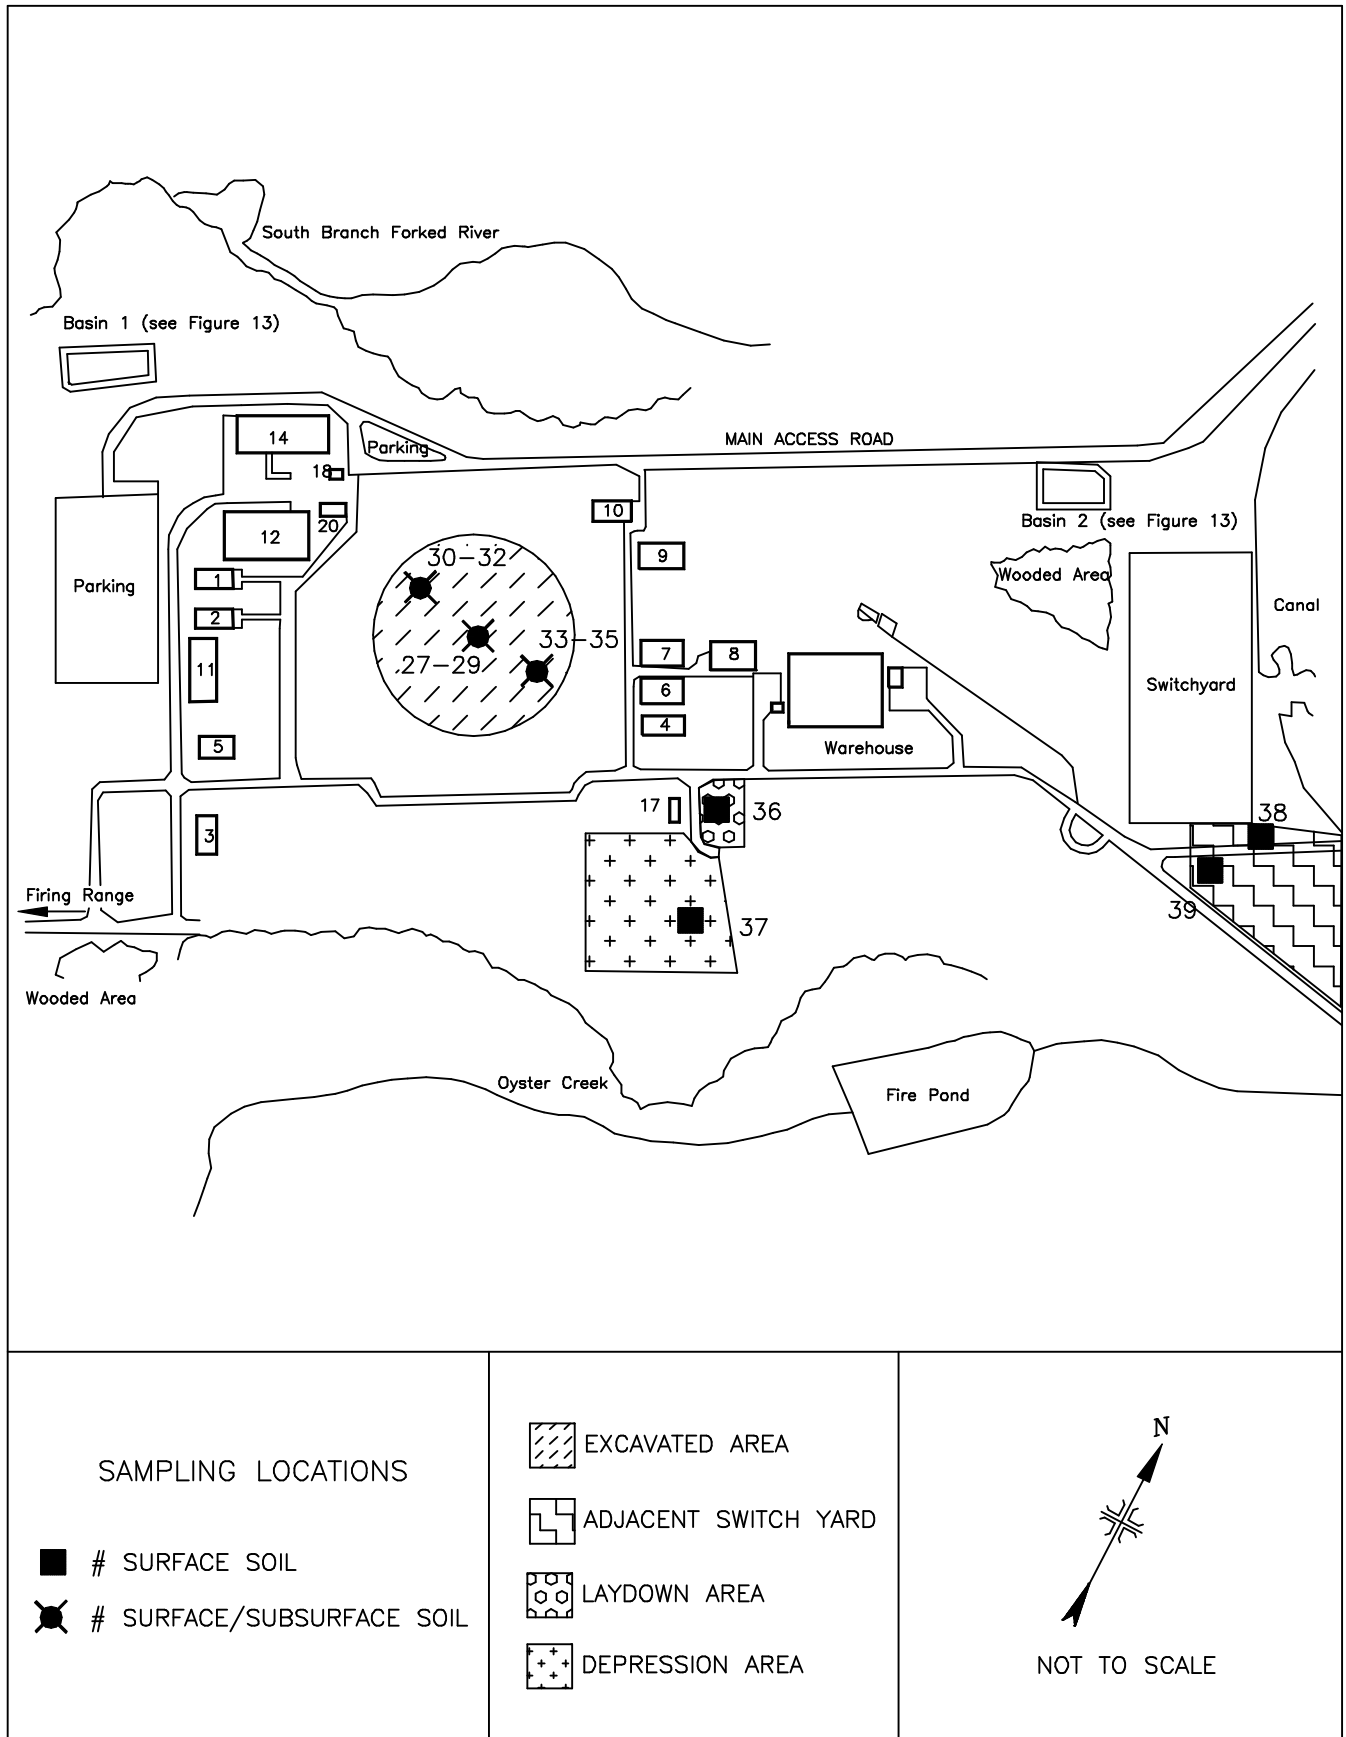 South Branch Forked River
Basin 1 (see Figure 13)
14
Parking
MAIN ACCESS ROAD
18
10
20
12
Basin 2 (see Figure 13)
30-32
9
Wooded Area
1
Parking
Canal
2
33-35
27-29
7
8
11
6
Switchyard
4
5
Warehouse
17
36
38
3
Firing Range
39
37
Wooded Area
Oyster Creek
Fire Pond
SAMPLING LOCATIONS
# SURFACE SOIL
# SURFACE/SUBSURFACE SOIL
EXCAVATED AREA
ADJACENT SWITCH YARD
LAYDOWN AREA
DEPRESSION AREA
N
NOT TO SCALE